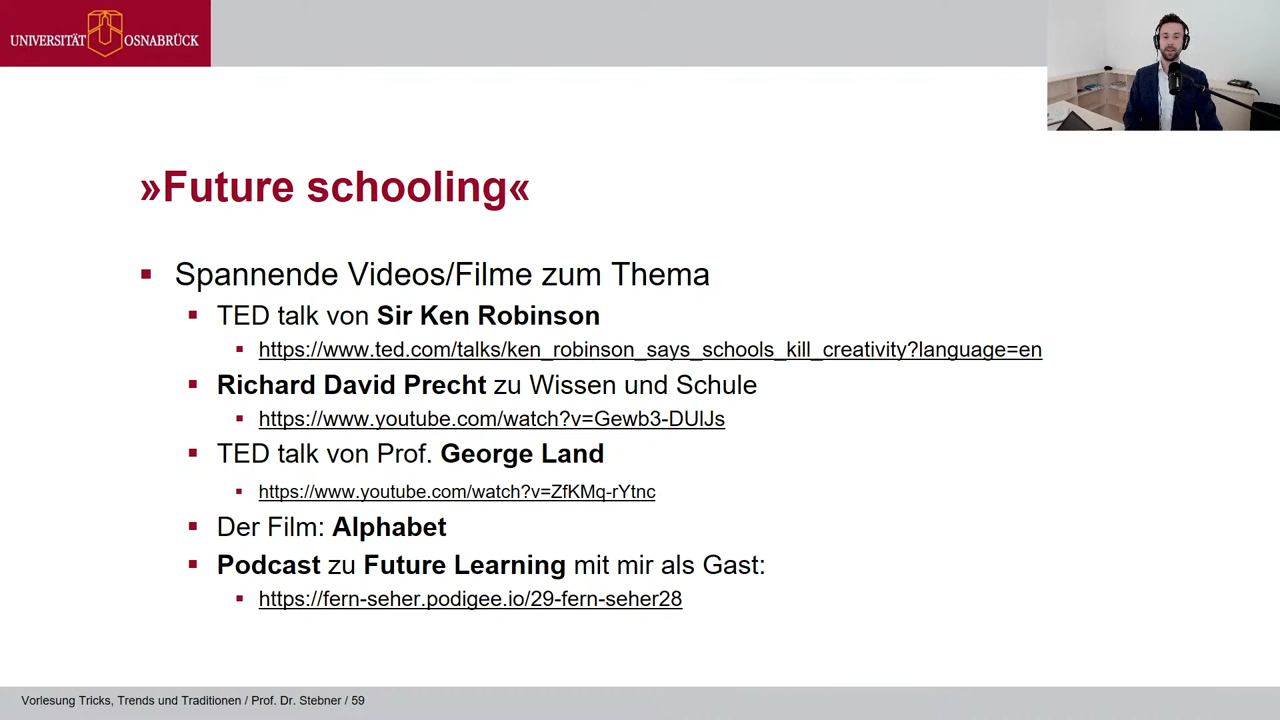 UNIVERSITÄT OSNABRÜCK
»Future schooling«
Spannende Videos/Filme zum Thema
TED talk von Sir Ken Robinson
https://www.ted.com/talks/ken_robinson_says_schools_kill_creativity?language=en
Richard David Precht zu Wissen und Schule
https://www.youtube.com/watch?v=Gewb3-DUlJs
TED talk von Prof. George Land
https://www.youtube.com/watch?v=ZfKMq-rYtnc
Der Film: Alphabet
Podcast zu Future Learning mit mir als Gast:
https://fern-seher.podigee.io/29-fern-seher28
Vorlesung Tricks, Trends und Traditionen / Prof. Dr. Stebner / 59